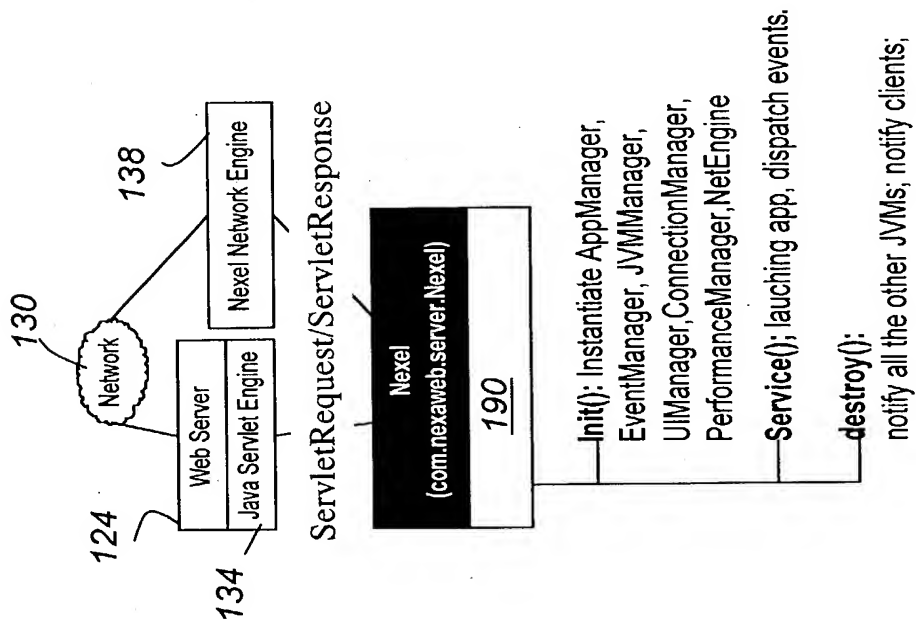 130
Network
124
Web Server
138
Nexel Network Engine
134
Java Servlet Engine
ServletRequest/ServletResponse
Nexel
(com.nexaweb.server.Nexel)
190
Init(): Instantiate AppManager,
EventManager, JVMManager,
UIManager,ConnectionManager,
PerformanceManager,NetEngine
Service(); lauching app, dispatch events.
destroy():
notify all the other JVMs; notify clients;